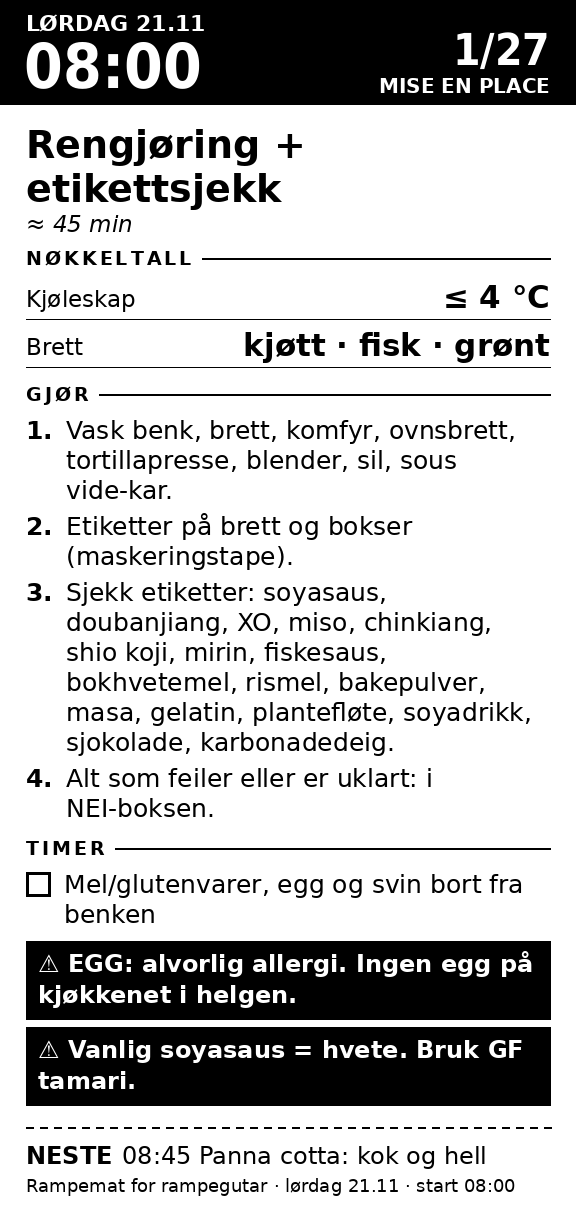 LØRDAG 21.11
08:00
1/27
MISE EN PLACE
Rengjøring +
etikettsjekk
≈ 45 min
NØKKELTALL
Kjøleskap ≤ 4 °C
Brett kjøtt · fisk · grønt
GJØR
1. Vask benk, brett, komfyr, ovnsbrett,
tortillapresse, blender, sil, sous
vide-kar.
2. Etiketter på brett og bokser
(maskeringstape).
3. Sjekk etiketter: soyasaus,
doubanjiang, XO, miso, chinkiang,
shio koji, mirin, fiskesaus,
bokhvetemel, rismel, bakepulver,
masa, gelatin, plantefløte, soyadrikk,
sjokolade, karbonadedeig.
4. Alt som feiler eller er uklart: i
NEI-boksen.
TIMER
☐ Mel/glutenvarer, egg og svin bort fra
benken
⚠ EGG: alvorlig allergi. Ingen egg på
kjøkkenet i helgen.
⚠ Vanlig soyasaus = hvete. Bruk GF
tamari.
NESTE 08:45 Panna cotta: kok og hell
Rampemat for rampegutar · lørdag 21.11 · start 08:00